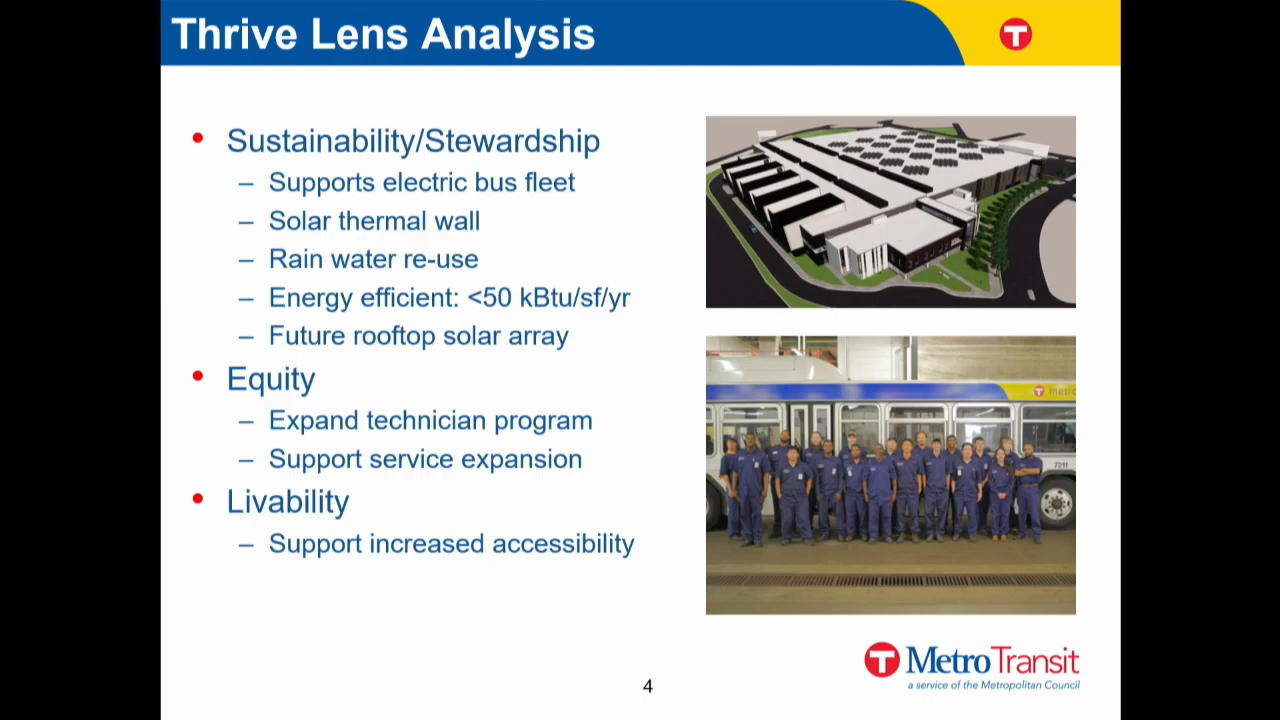 Thrive Lens Analysis
T
• Sustainability/Stewardship
– Supports electric bus fleet
– Solar thermal wall
– Rain water re-use
– Energy efficient: <50 kBtu/sf/yr
– Future rooftop solar array
• Equity
– Expand technician program
– Support service expansion
• Livability
– Support increased accessibility
T metro
7211
T MetroTransit
a service of the Metropolitan Council
4